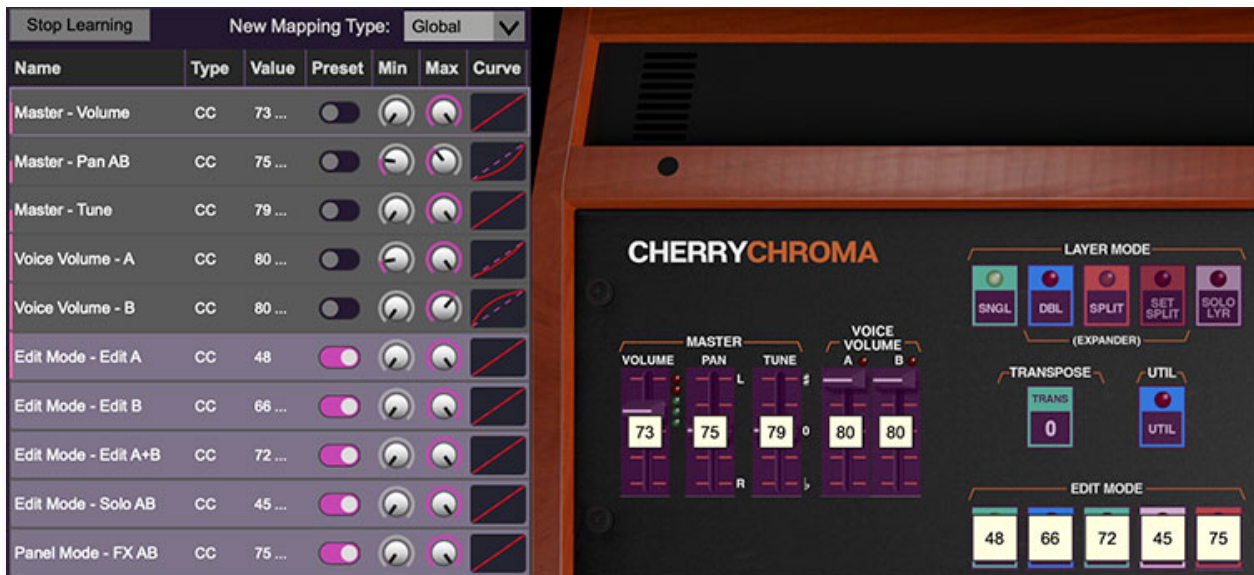 Stop Learning New Mapping Type: Global
Name Type Value Preset Min Max Curve
Master - Volume CC 73 ...
Master - Pan AB CC 75 ...
Master - Tune CC 79 ...
Voice Volume - A CC 80 ...
Voice Volume - B CC 80 ...
Edit Mode - Edit A CC 48
Edit Mode - Edit B CC 66 ...
Edit Mode - Edit A+B CC 72 ...
Edit Mode - Solo AB CC 45 ...
Panel Mode - FX AB CC 75 ...
CHERRYCHROMA
MASTER
VOLUME PAN TUNE
L ♯
73 75 79 0
R ♭
VOICE
VOLUME
A B
80 80
LAYER MODE
SNGL DBL SPLIT SET SPLIT SOLO LYR
(EXPANDER)
TRANSPOSE
TRANS
0
UTIL
UTIL
EDIT MODE
48 66 72 45 75